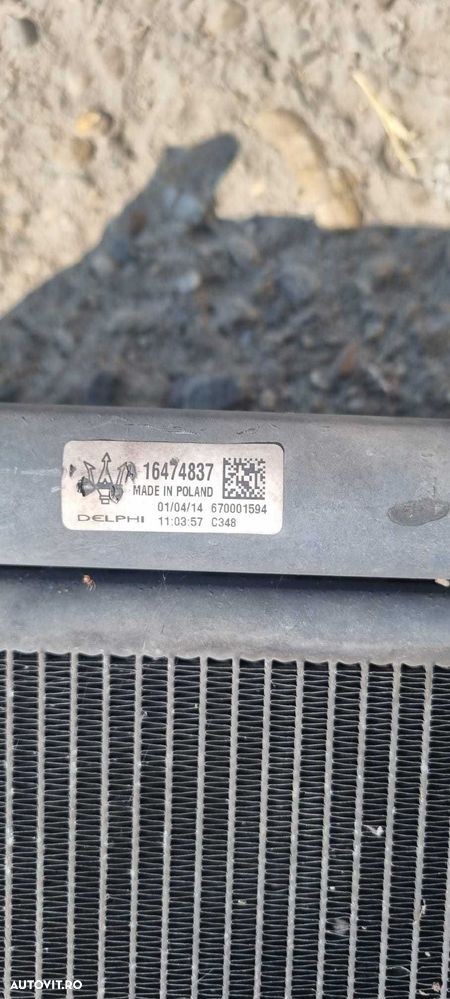 16474837
MADE IN POLAND
01/04/14 670001594
DELPHI 11:03:57 C348
AUTOVIT.RO